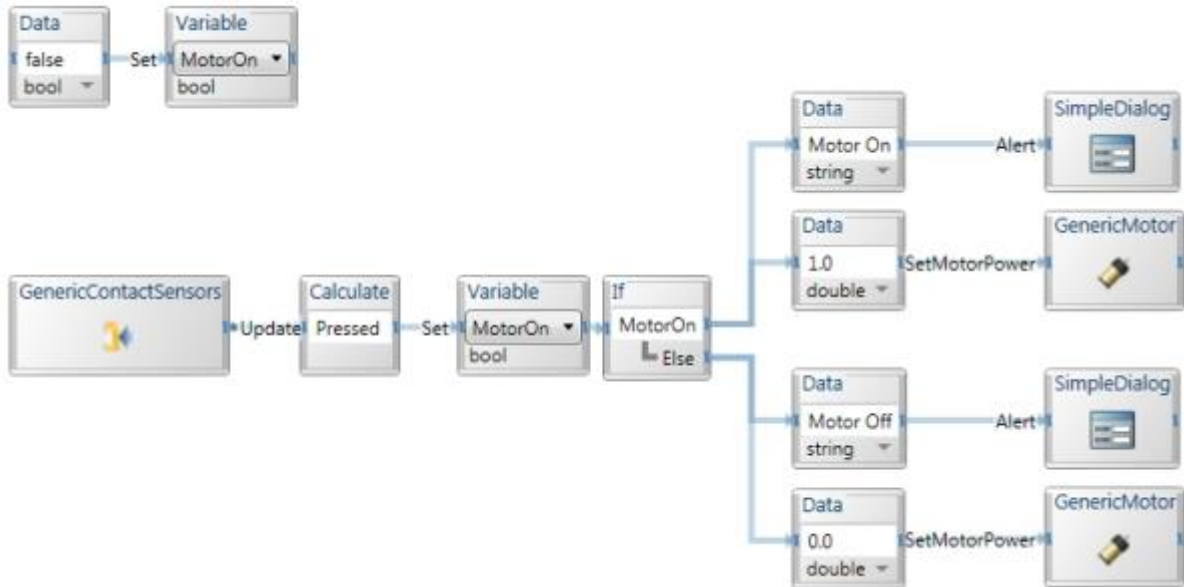 Data
false
bool
Set
Variable
MotorOn
bool
GenericContactSensors
Update
Calculate
Pressed
Set
Variable
MotorOn
bool
If
MotorOn
Else
Data
Motor On
string
Alert
SimpleDialog
Data
1.0
double
SetMotorPower
GenericMotor
Data
Motor Off
string
Alert
SimpleDialog
Data
0.0
double
SetMotorPower
GenericMotor